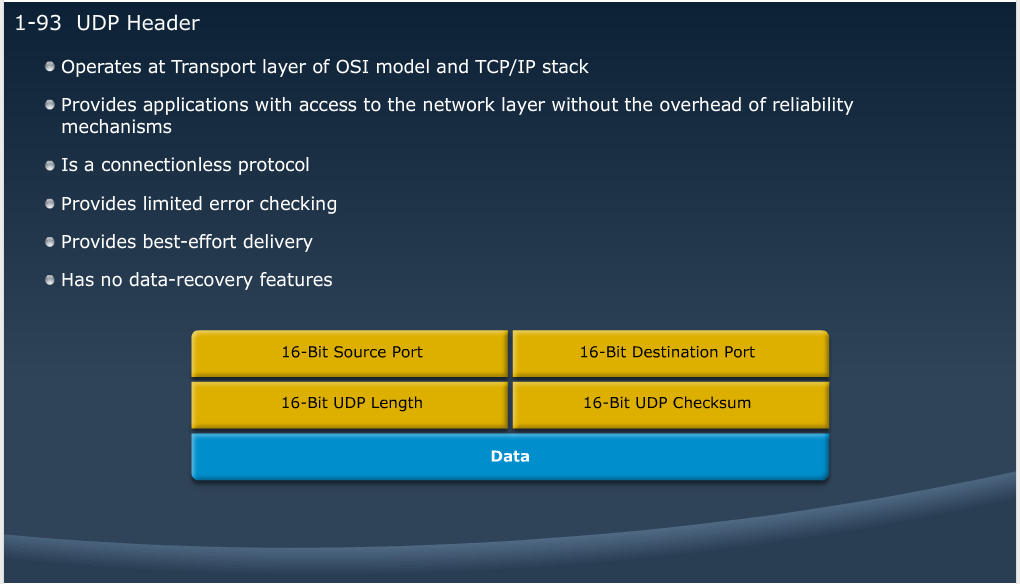 1-93 UDP Header
Operates at Transport layer of OSI model and TCP/IP stack
Provides applications with access to the network layer without the overhead of reliability
mechanisms
Is a connectionless protocol
Provides limited error checking
Provides best-effort delivery
Has no data-recovery features
16-Bit Source Port
16-Bit Destination Port
16-Bit UDP Length
16-Bit UDP Checksum
Data